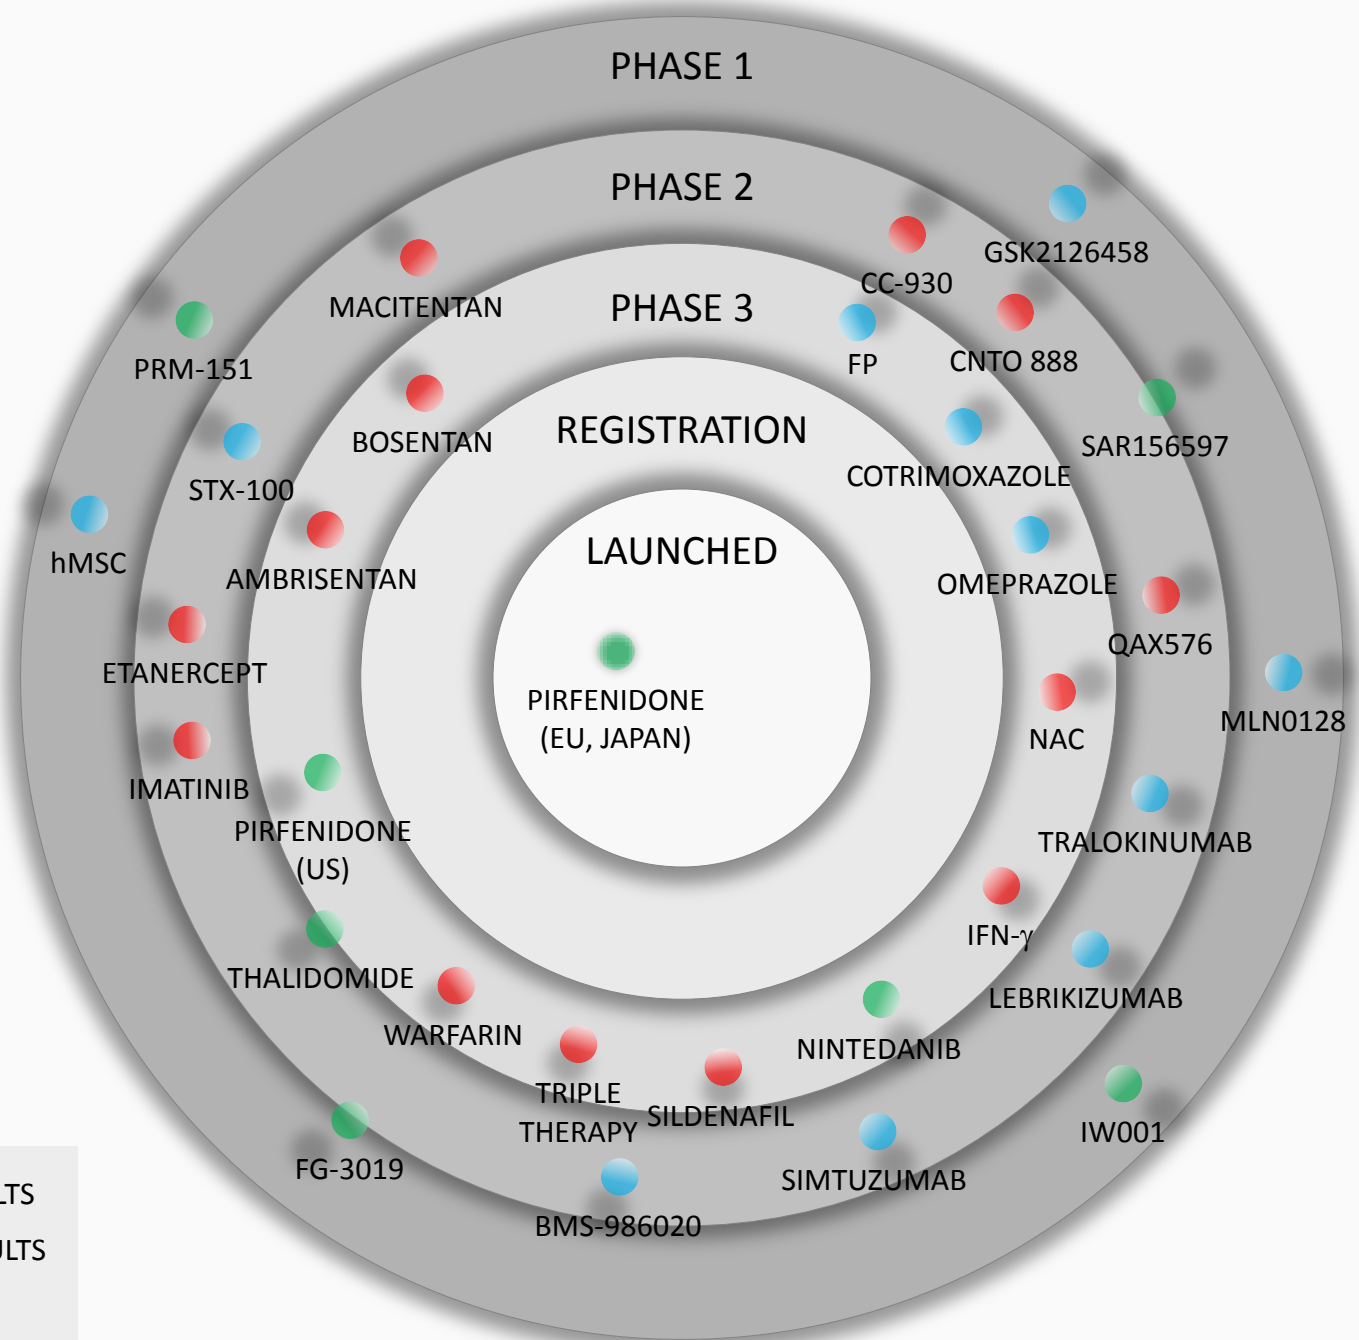 PHASE 1
PHASE 2
GSK2126458
CC-930
MACITENTAN
PHASE 3
FP
CNTO 888
PRM-151
REGISTRATION
BOSENTAN
SAR156597
COTRIMOXAZOLE
STX-100
LAUNCHED
hMSC
AMBRISENTAN
OMEPRAZOLE
QAX576
ETANERCEPT
PIRFENIDONE
(EU, JAPAN)
MLN0128
NAC
IMATINIB
PIRFENIDONE
(US)
TRALOKINUMAB
IFN-γ
THALIDOMIDE
LEBRIKIZUMAB
WARFARIN
NINTEDANIB
TRIPLE
THERAPY
SILDENAFIL
IW001
FG-3019
SIMTUZUMAB
BMS-986020
LTS
ULTS